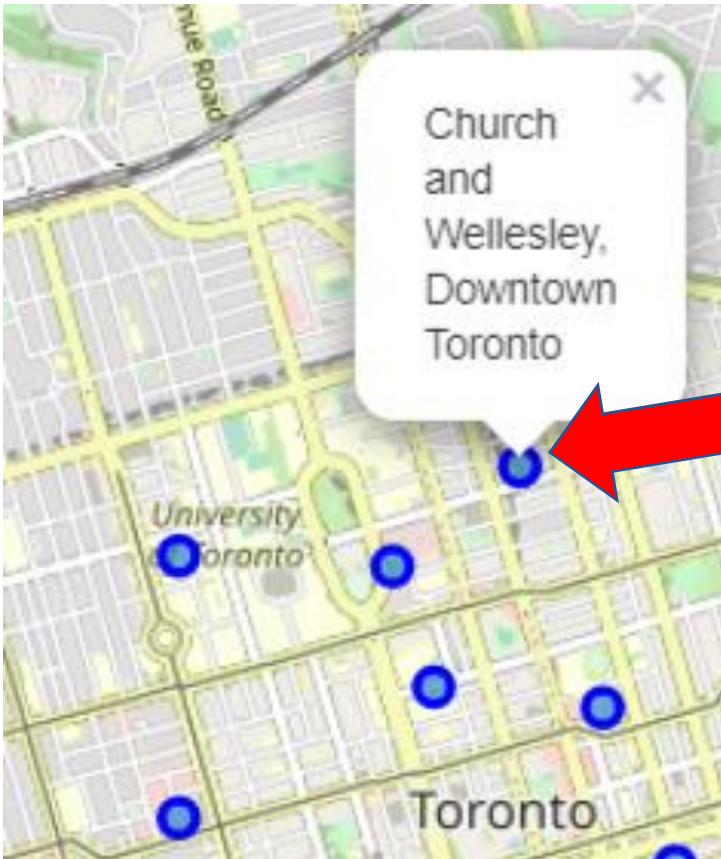 nue Road
Church
and
Wellesley,
Downtown
Toronto
University
Toronto
Toronto